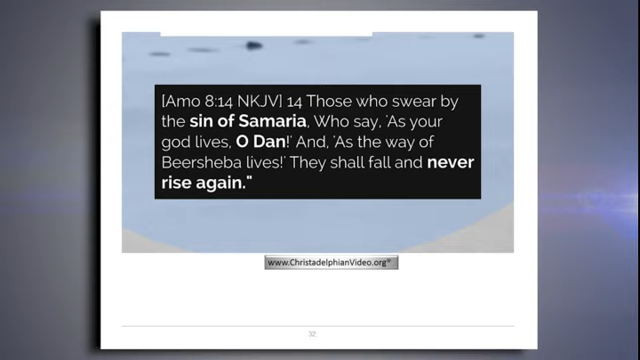 [Amo 8:14 NKJV] 14 Those who swear by
the sin of Samaria, Who say, 'As your
god lives, O Dan!' And, 'As the way of
Beersheba lives!' They shall fall and never
rise again."
www.ChristadelphianVideo.org®
32